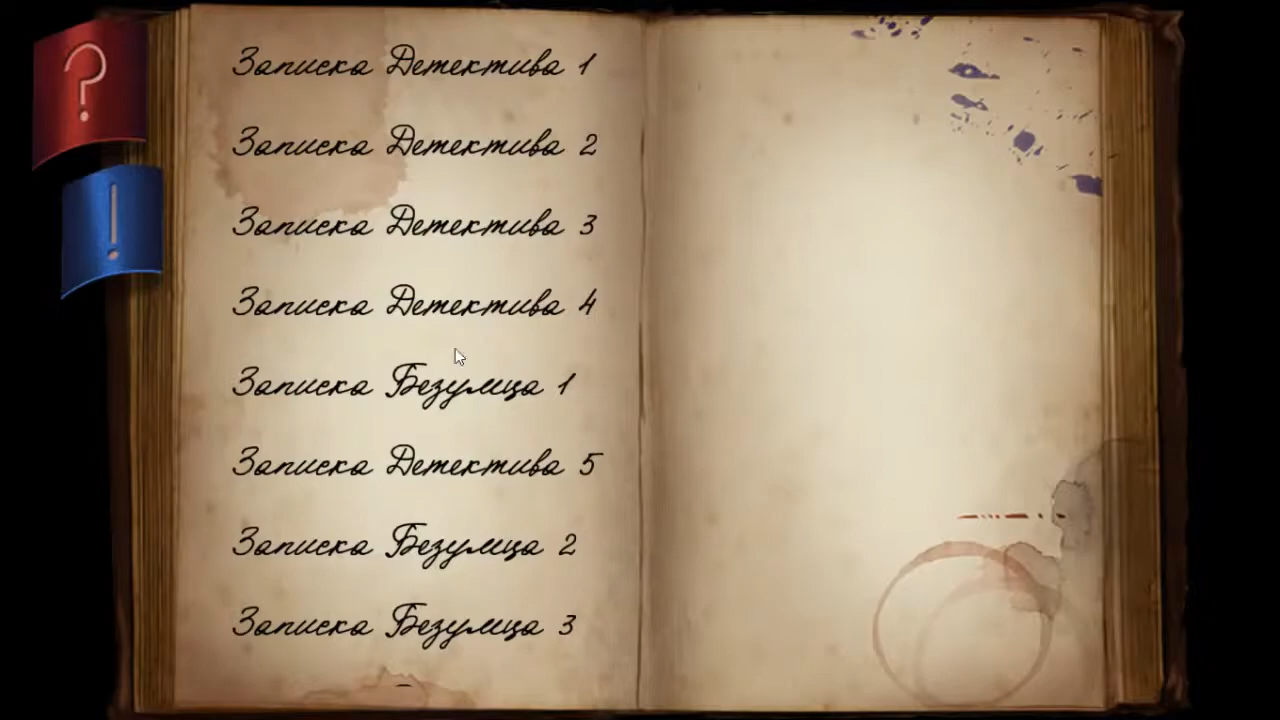 ?
!
Записка Детектива 1
Записка Детектива 2
Записка Детектива 3
Записка Детектива 4
Записка Безумца 1
Записка Детектива 5
Записка Безумца 2
Записка Безумца 3